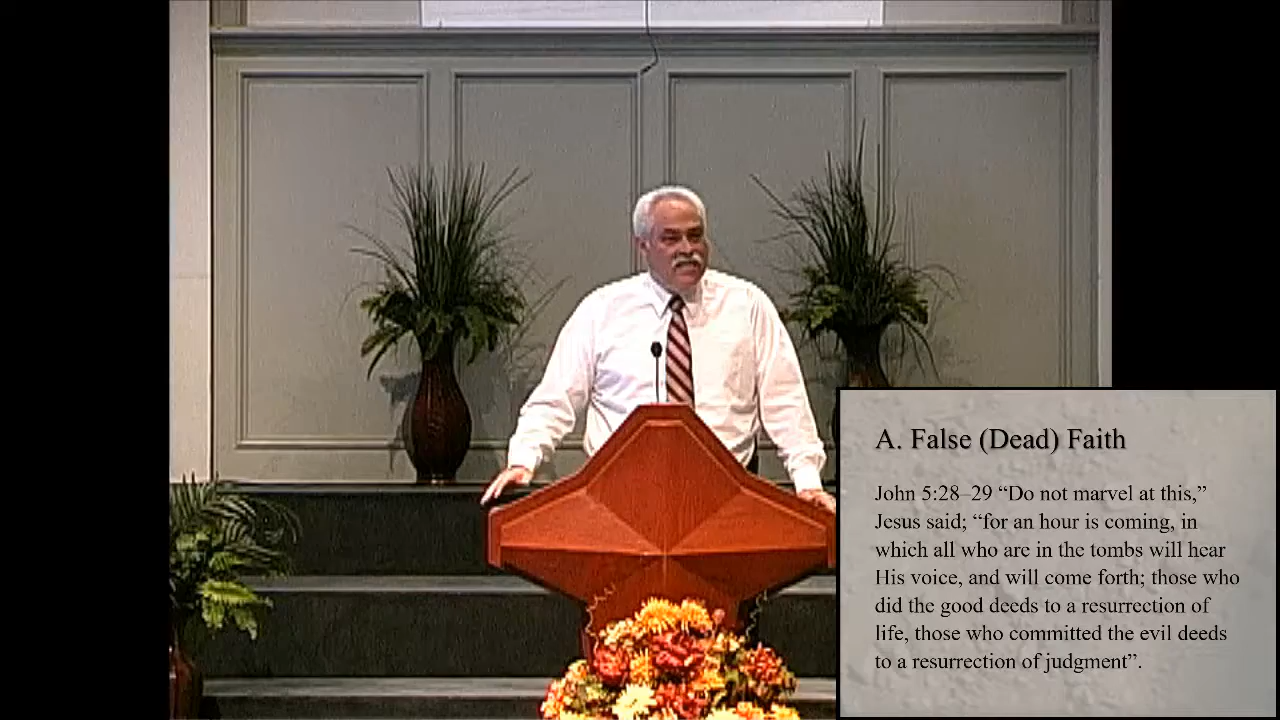 A. False (Dead) Faith
John 5:28–29 “Do not marvel at this,”
Jesus said; “for an hour is coming, in
which all who are in the tombs will hear
His voice, and will come forth; those who
did the good deeds to a resurrection of
life, those who committed the evil deeds
to a resurrection of judgment”.